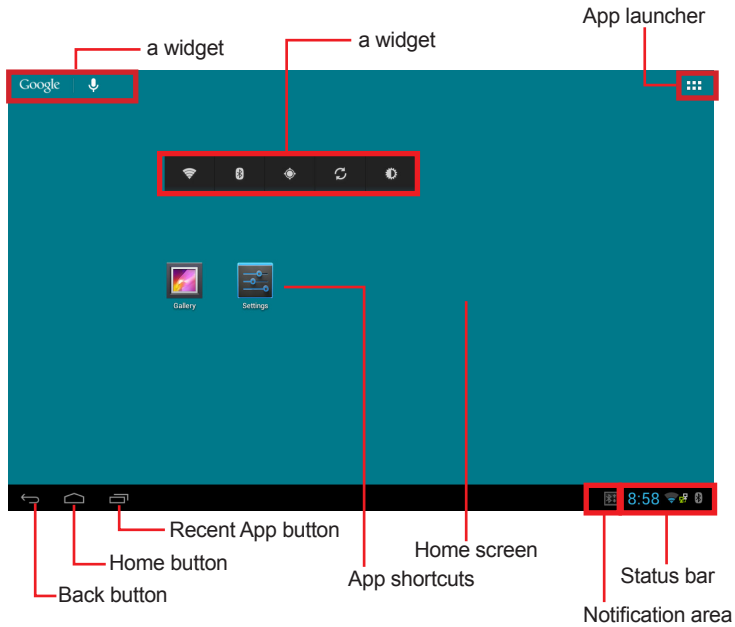 App launcher
a widget
a widget
Google
Gallery
Settings
8:58
Recent App button
Home button
Back button
Home screen
App shortcuts
Status bar
Notification area